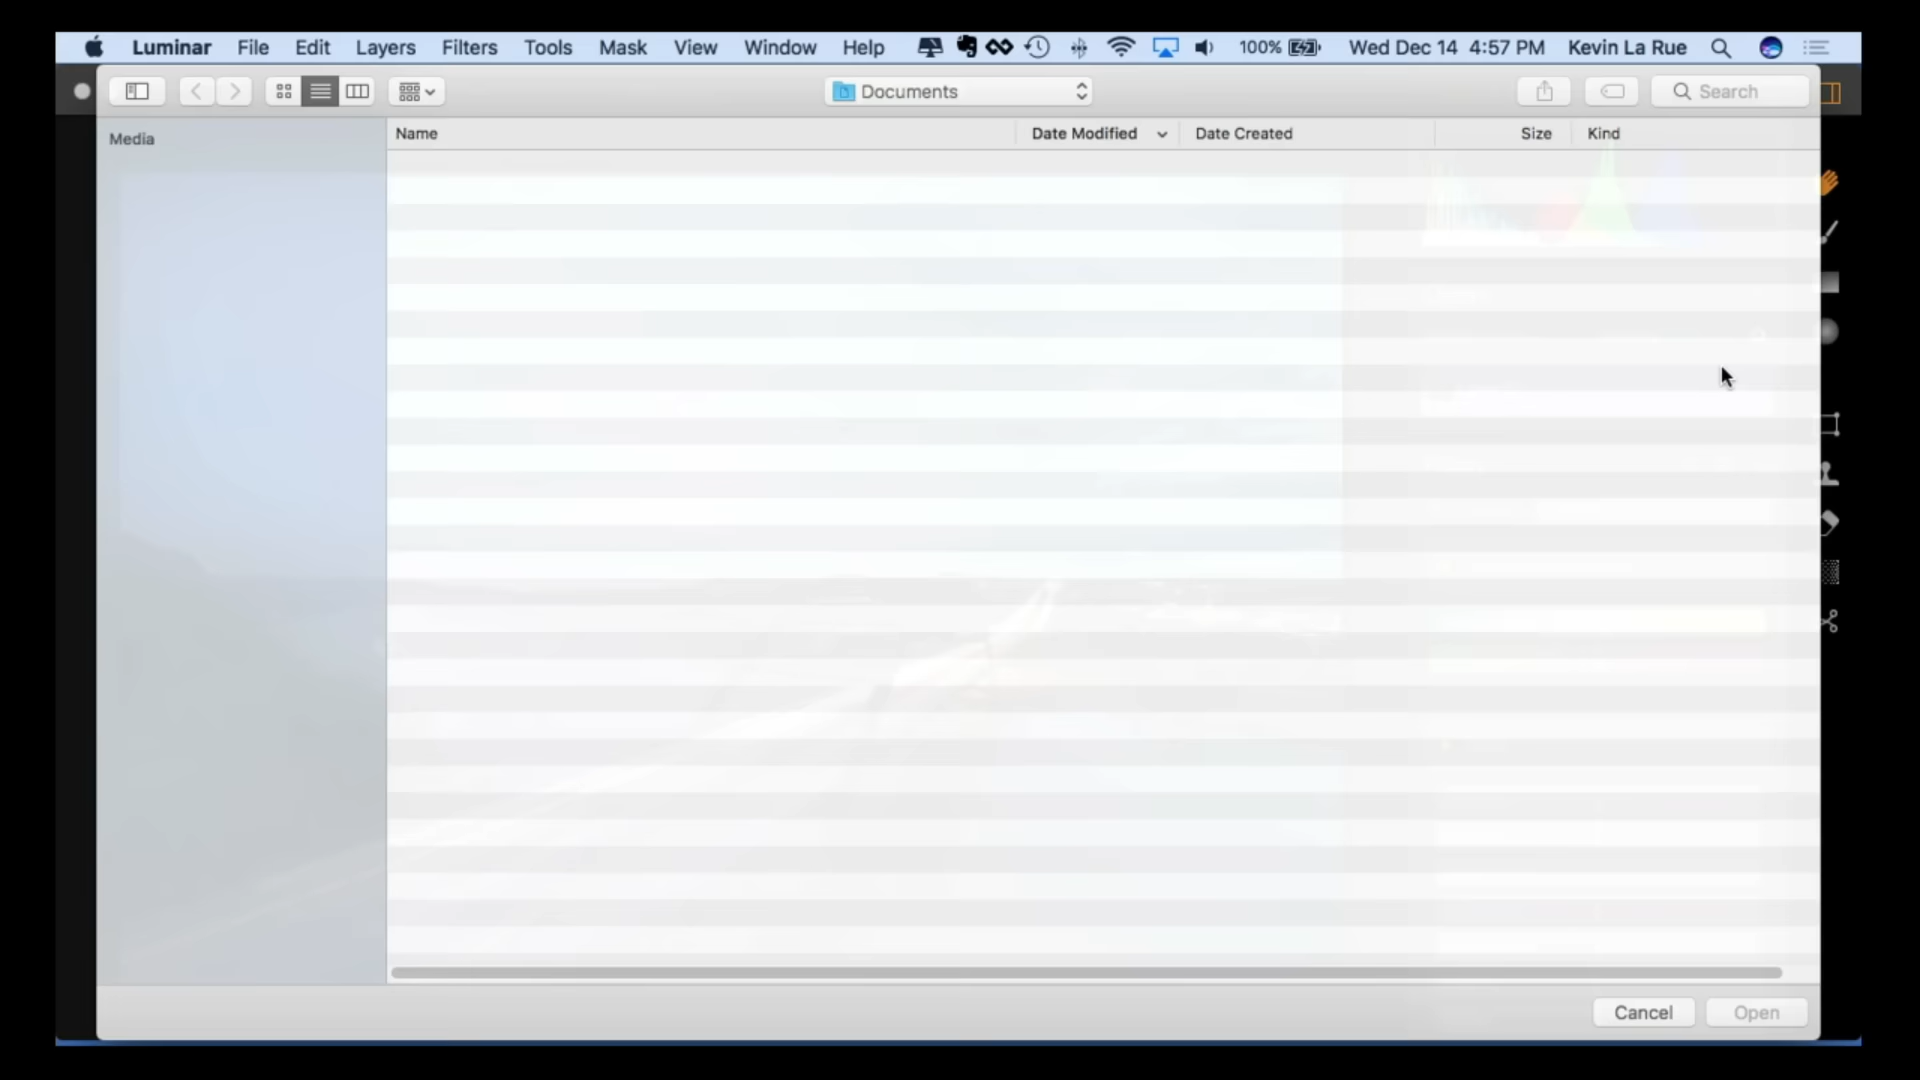 Luminar File Edit Layers Filters Tools Mask View Window Help 100% Wed Dec 14 4:57 PM Kevin La Rue
Documents Search
Media Name Date Modified Date Created Size Kind
Cancel Open